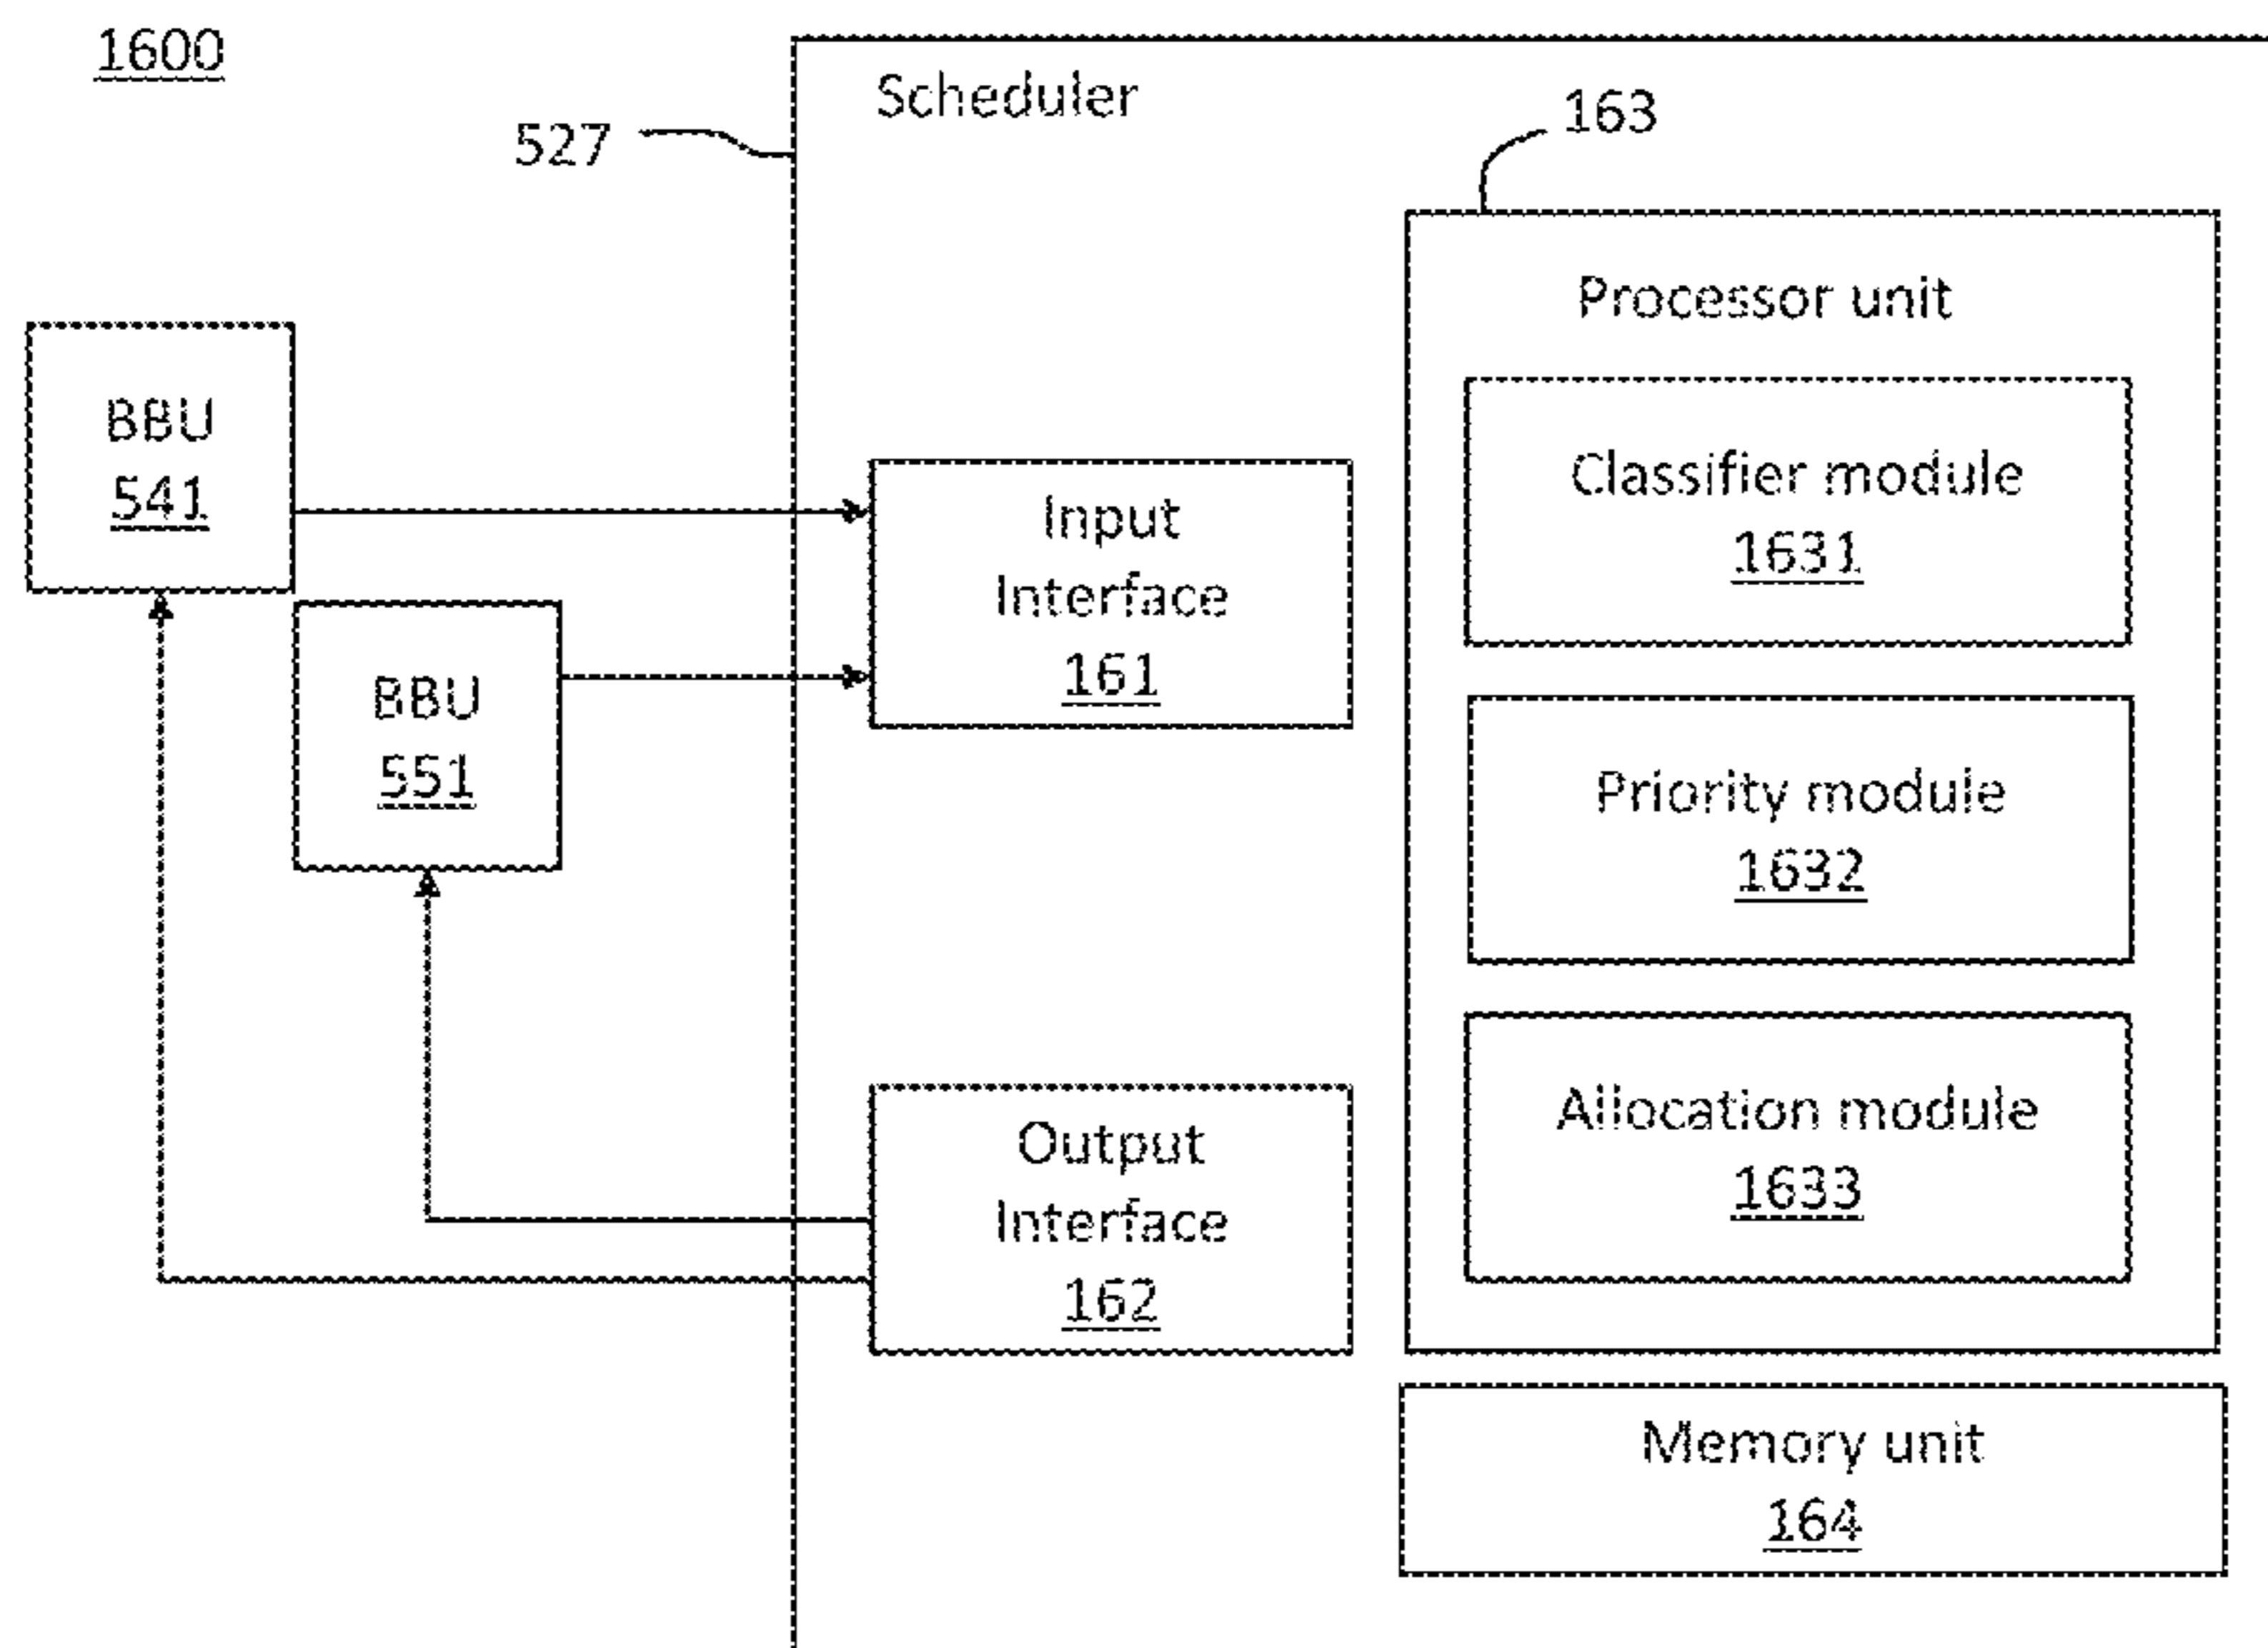 1600
Scheduler
527
163
Processor unit
BBU
541
Classifier module
1631
Input
Interface
161
BBU
551
Priority module
1632
Output
Interface
162
Allocation module
1633
Memory unit
164